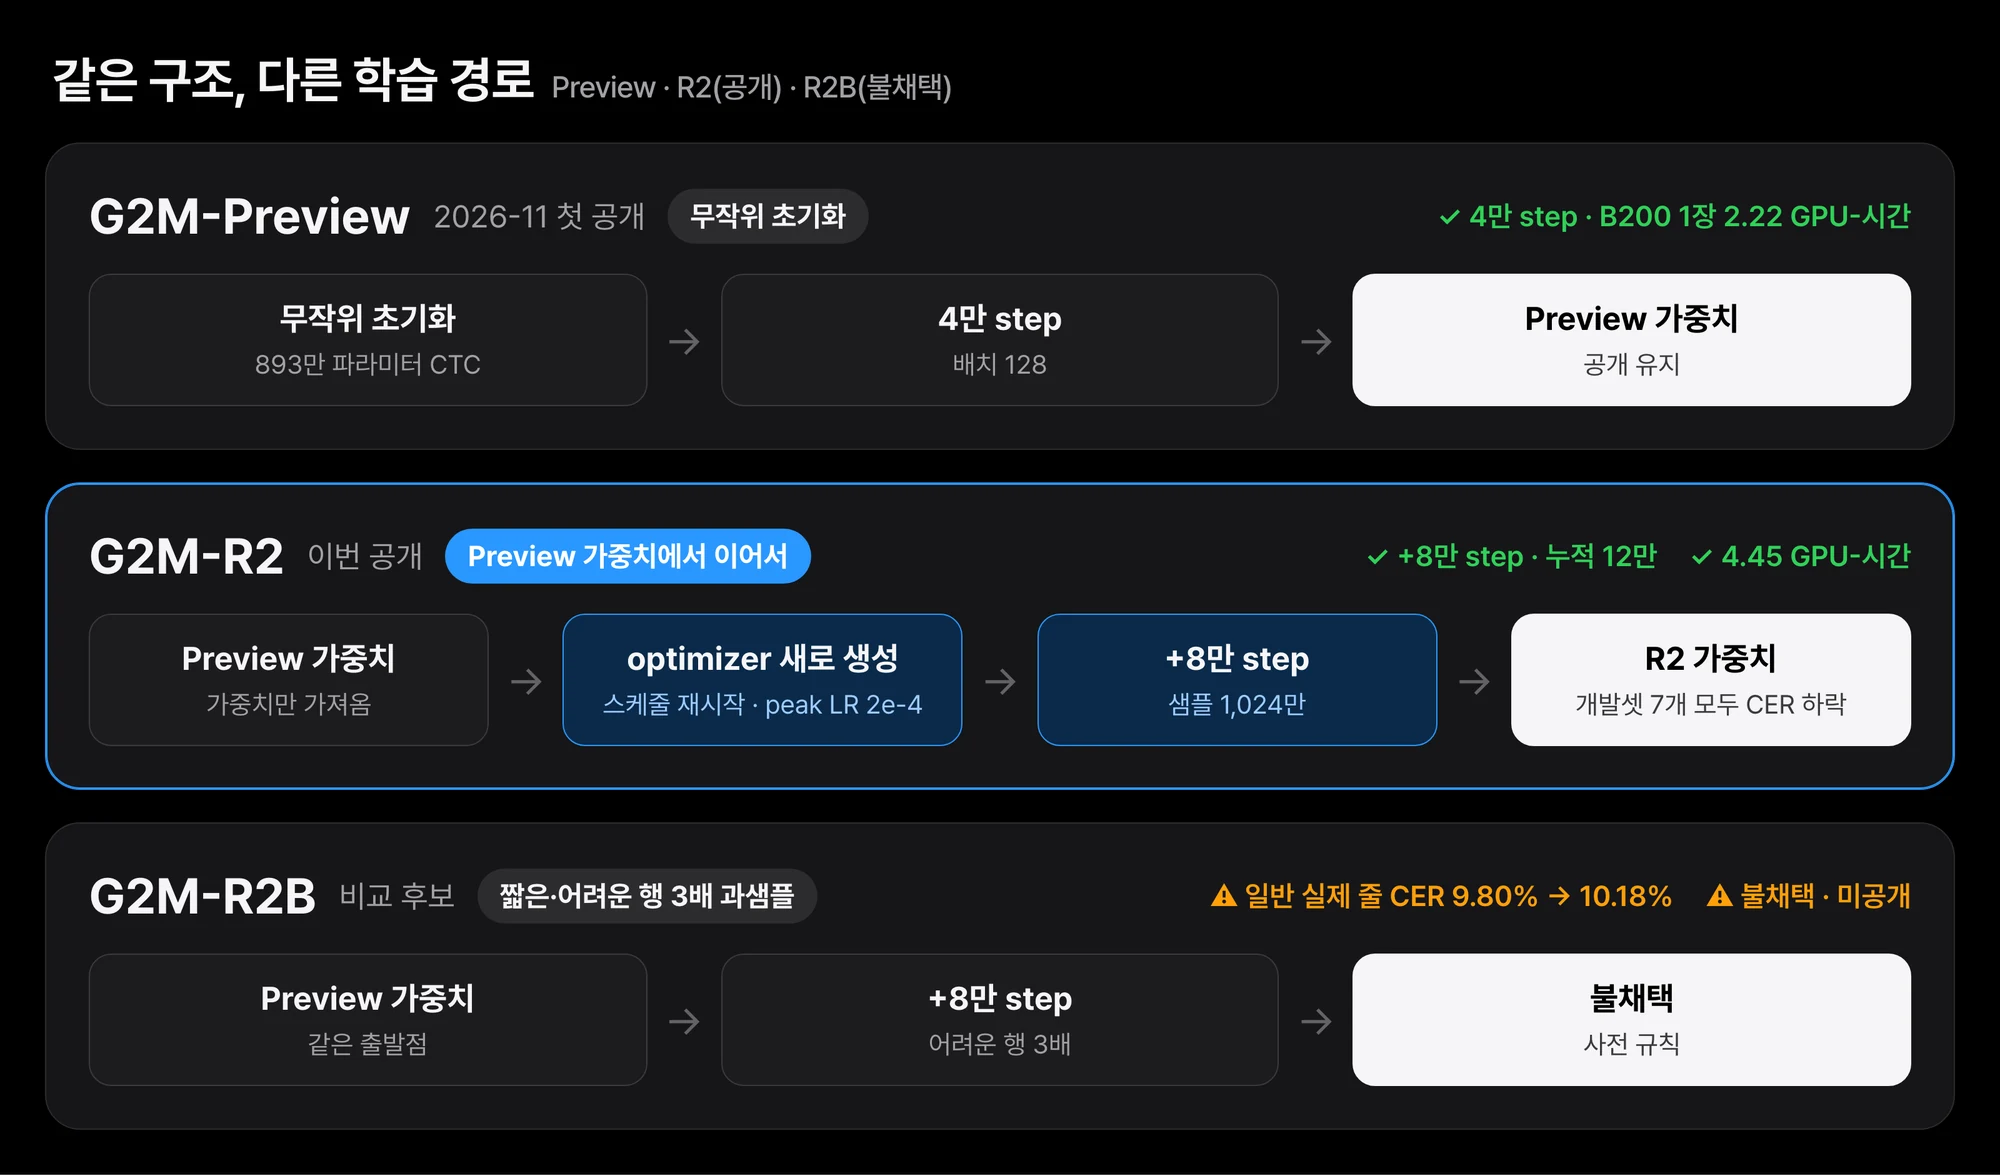 같은 구조, 다른 학습 경로 Preview · R2(공개) · R2B(불채택)
G2M-Preview 2026-11 첫 공개 무작위 초기화 ✓ 4만 step · B200 1장 2.22 GPU-시간
무작위 초기화 → 4만 step → Preview 가중치
893만 파라미터 CTC 배치 128 공개 유지
G2M-R2 이번 공개 Preview 가중치에서 이어서 ✓ +8만 step · 누적 12만 ✓ 4.45 GPU-시간
Preview 가중치 → optimizer 새로 생성 → +8만 step → R2 가중치
가중치만 가져옴 스케줄 재시작 · peak LR 2e-4 샘플 1,024만 개발셋 7개 모두 CER 하락
G2M-R2B 비교 후보 짧은·어려운 행 3배 과샘플 ⚠ 일반 실제 줄 CER 9.80% → 10.18% ⚠ 불채택 · 미공개
Preview 가중치 → +8만 step → 불채택
같은 출발점 어려운 행 3배 사전 규칙